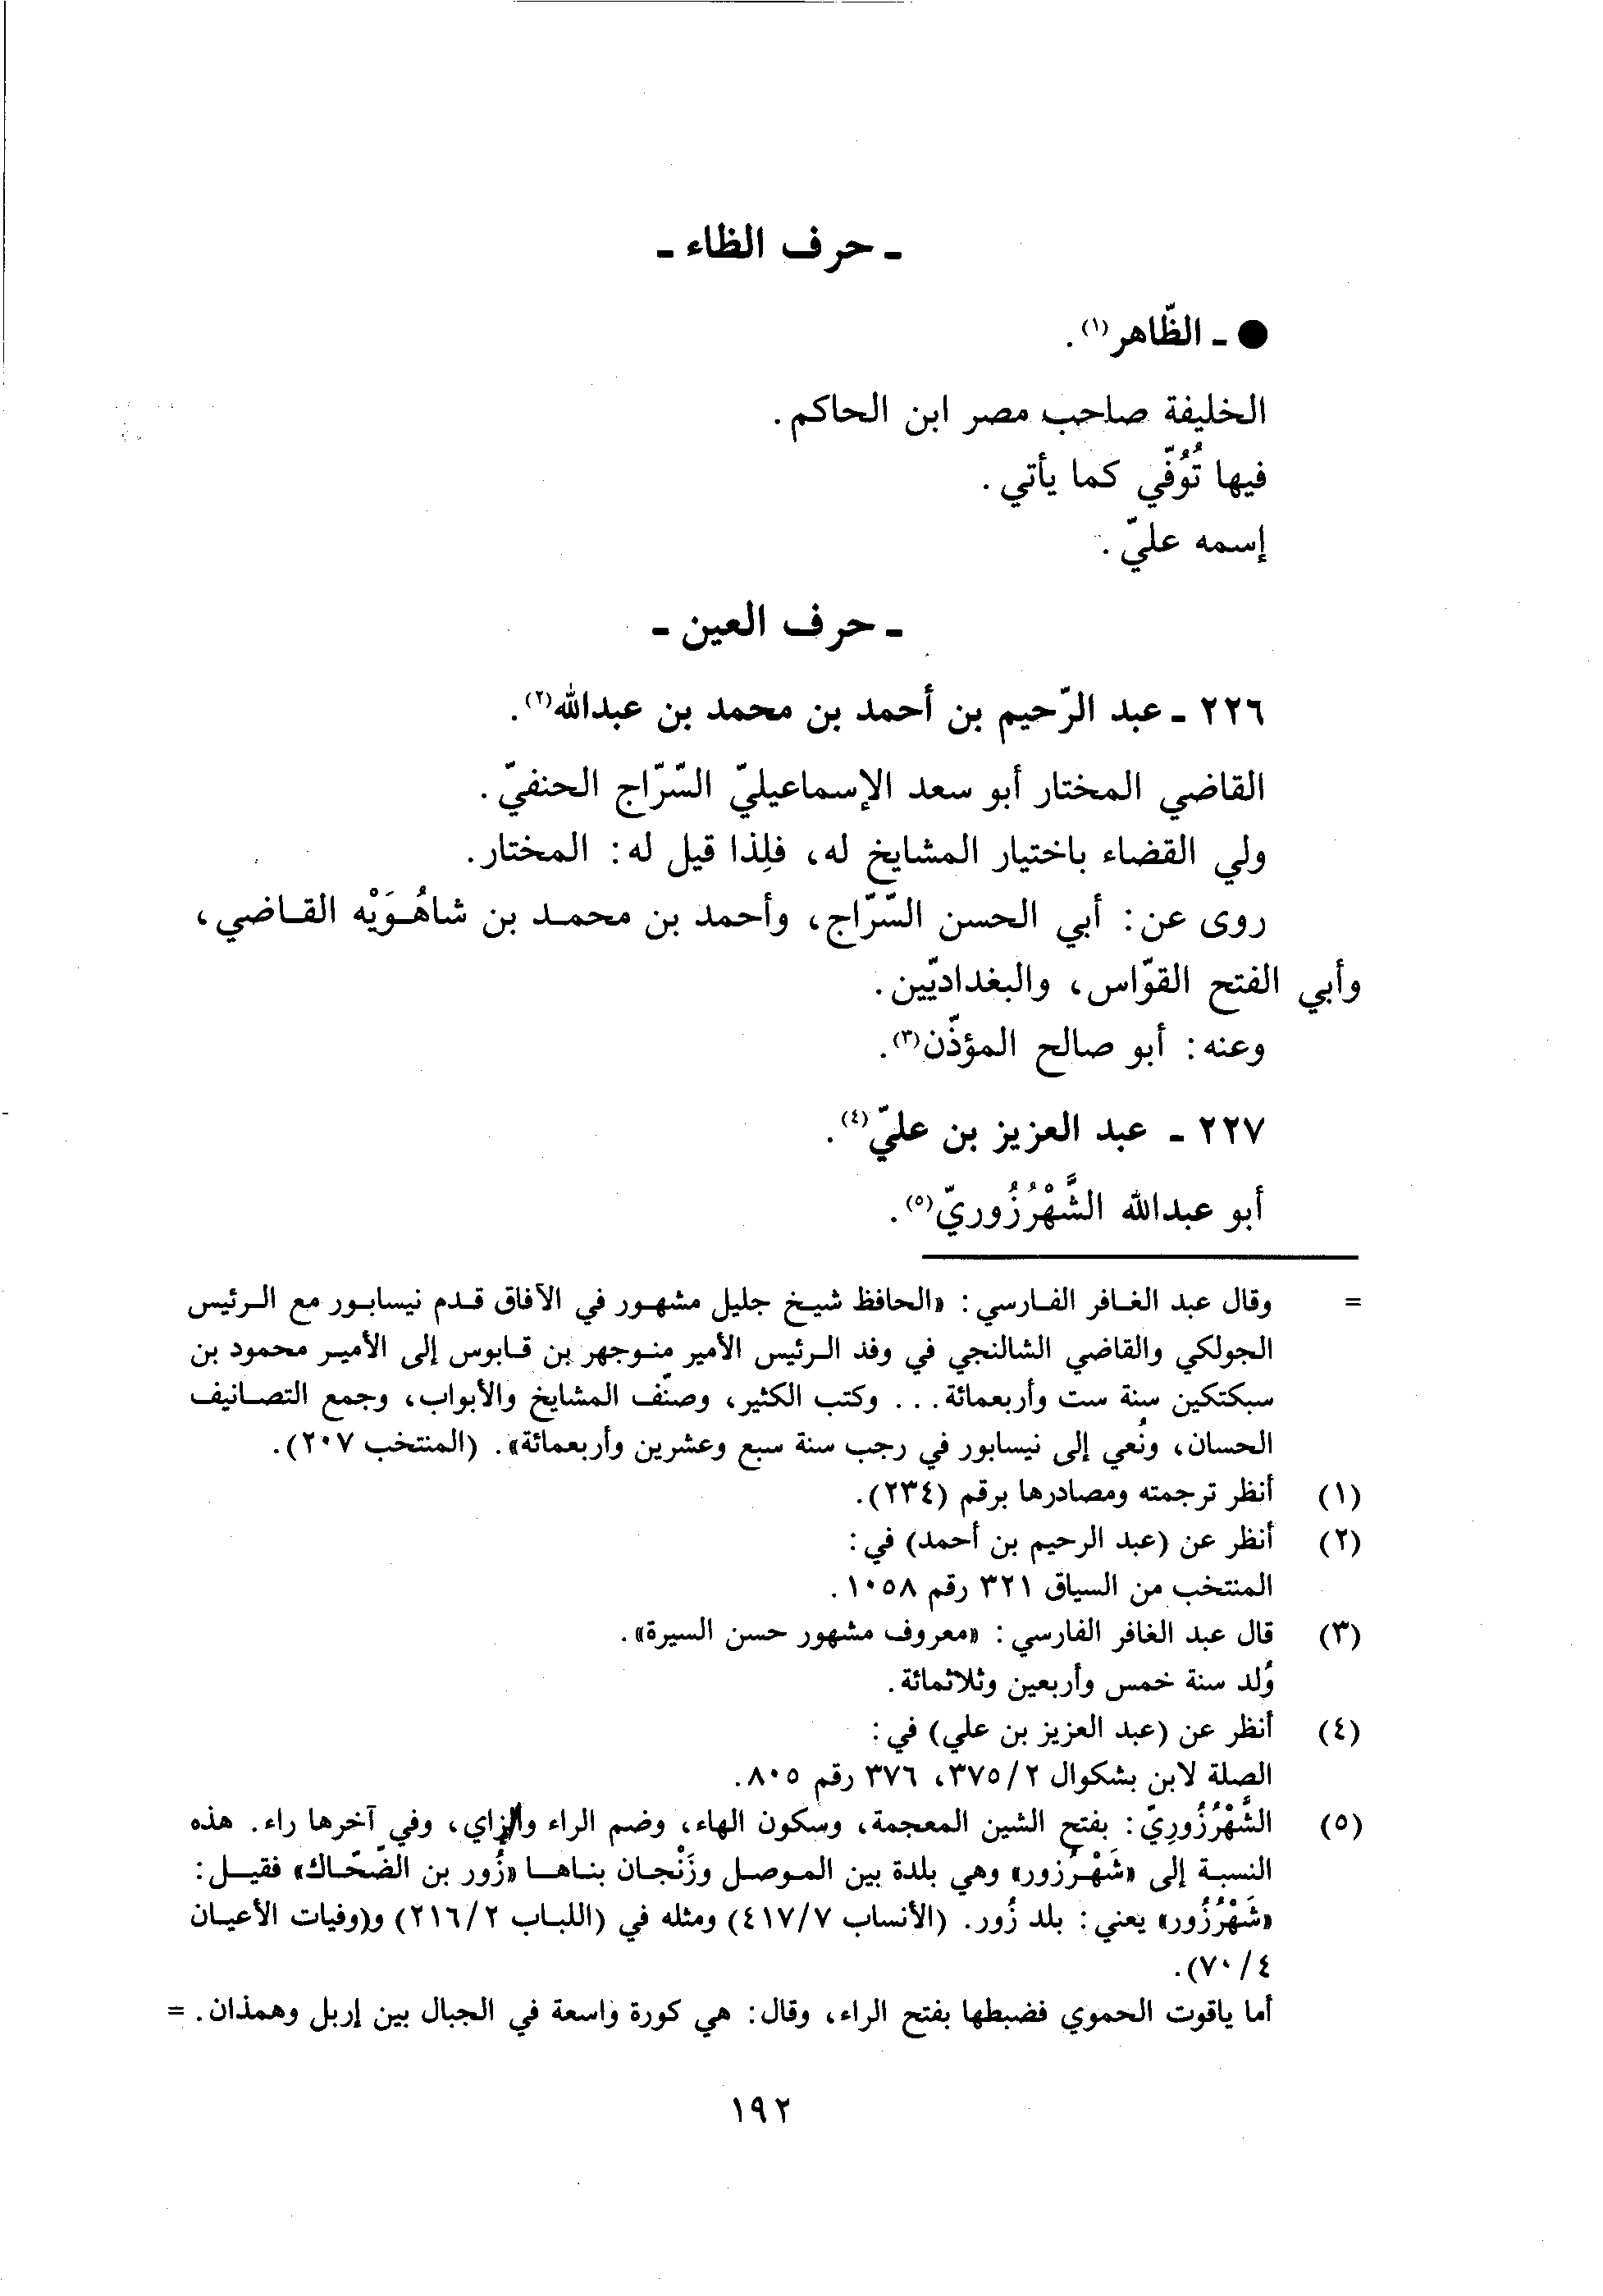 ـ حرف الظاء ـ
● ـ الظّاهر(١).
الخليفة صاحب مصر ابن الحاكم.
فيها تُوُفّي كما يأتي.
إسمه عليّ.
ـ حرف العين ـ
٢٢٦ ـ عبد الرّحيم بن أحمد بن محمد بن عبدالله(٢).
القاضي المختار أبو سعد الإسماعيليّ السّرّاج الحنفيّ.
ولي القضاء باختيار المشايخ له، فلِذا قيل له: المختار.
روى عن: أبي الحسن السّرّاج، وأحمد بن محمد بن شاهُوَيْه القاضي،
وأبي الفتح القوّاس، والبغداديّين.
وعنه: أبو صالح المؤذّن(٣).
٢٢٧ ـ عبد العزيز بن عليّ(٤).
أبو عبدالله الشَّهْرُزُوريّ(٥).
= وقال عبد الغافر الفارسي: «الحافظ شيخ جليل مشهور في الآفاق قدم نيسابور مع الرئيس
الجولكي والقاضي الشالنجي في وفد الرئيس الأمير منوجهر بن قابوس إلى الأمير محمود بن
سبكتكين سنة ست وأربعمائة... وكتب الكثير، وصنّف المشايخ والأبواب، وجمع التصانيف
الحسان، ونُعي إلى نيسابور في رجب سنة سبع وعشرين وأربعمائة». (المنتخب ٢٠٧).
(١) أنظر ترجمته ومصادرها برقم (٢٣٤).
(٢) أنظر عن (عبد الرحيم بن أحمد) في:
المنتخب من السياق ٣٢١ رقم ١٠٥٨.
(٣) قال عبد الغافر الفارسي: «معروف مشهور حسن السيرة».
وُلد سنة خمس وأربعين وثلاثمائة.
(٤) أنظر عن (عبد العزيز بن علي) في:
الصلة لابن بشكوال ٣٧٥/٢، ٣٧٦ رقم ٨٠٥.
(٥) الشَّهْرُزُوريّ: بفتح الشين المعجمة، وسكون الهاء، وضم الراء والزاي، وفي آخرها راء. هذه
النسبة إلى «شَهْرُزور» وهي بلدة بين الموصل وزَنْجان بناها «زُور بن الضّحّاك» فقيل:
«شَهْرُزُور» يعني: بلد زُور. (الأنساب ٤١٧/٧) ومثله في (اللباب ٢١٦/٢) و(وفيات الأعيان
٧٠/٤).
أما ياقوت الحموي فضبطها بفتح الراء، وقال: هي كورة واسعة في الجبال بين إربل وهمذان. =
١٩٢